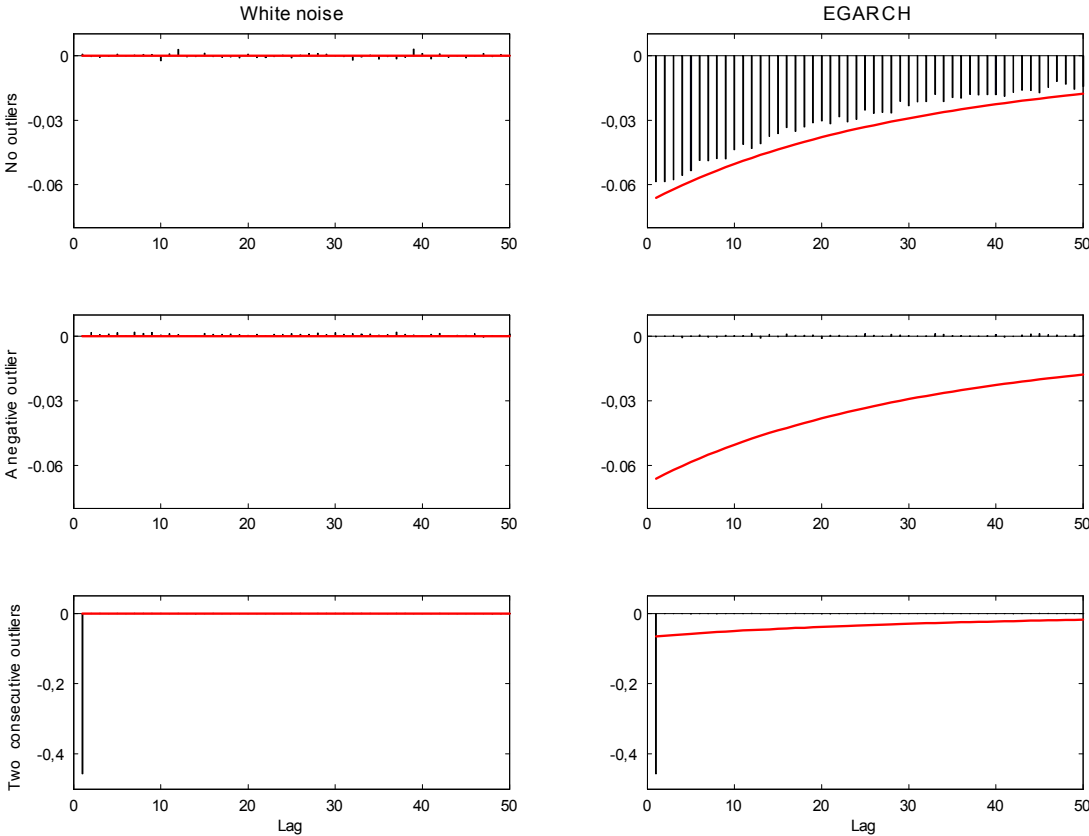 White noise EGARCH
No outliers
0
-0,03
-0.06
0 10 20 30 40 50
0
-0,03
-0.06
0 10 20 30 40 50
A negative outlier
0
-0,03
-0.06
0 10 20 30 40 50
0
-0,03
-0.06
0 10 20 30 40 50
Two consecutive outliers
0
-0,2
-0,4
0 10 20 30 40 50
Lag
0
-0,2
-0,4
0 10 20 30 40 50
Lag